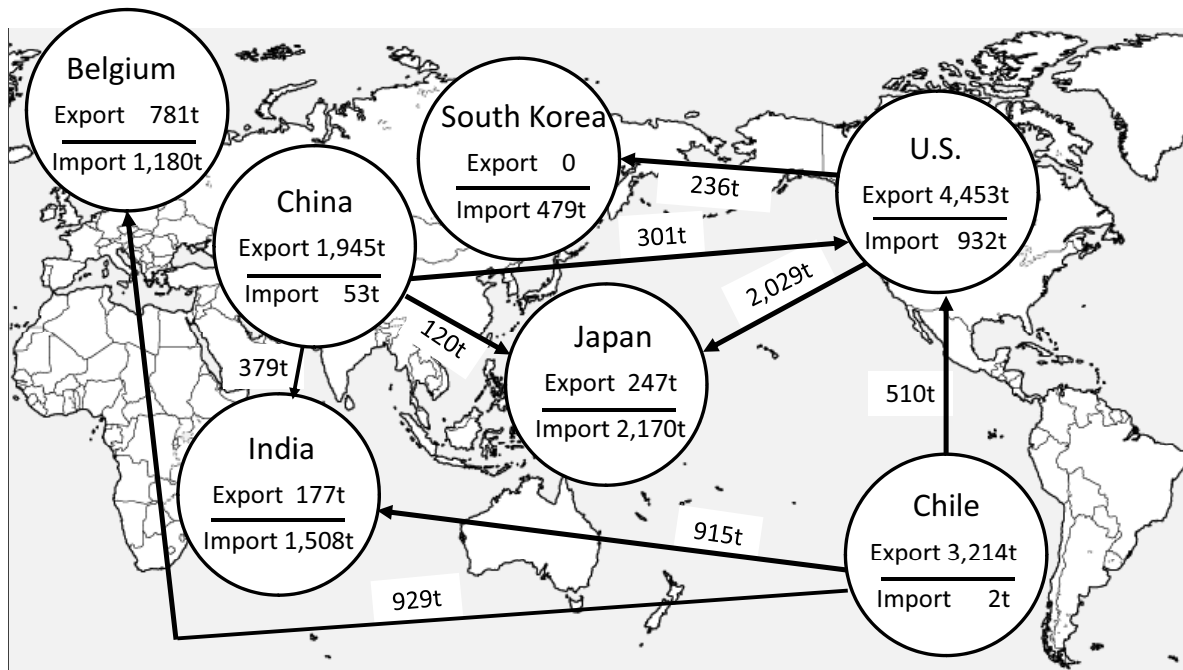 Belgium
Export 781t
Import 1,180t
South Korea
Export 0
Import 479t
U.S.
Export 4,453t
Import 932t
China
Export 1,945t
Import 53t
236t
301t
2,029t
120t
379t
Japan
Export 247t
Import 2,170t
510t
India
Export 177t
Import 1,508t
Chile
Export 3,214t
Import 2t
915t
929t